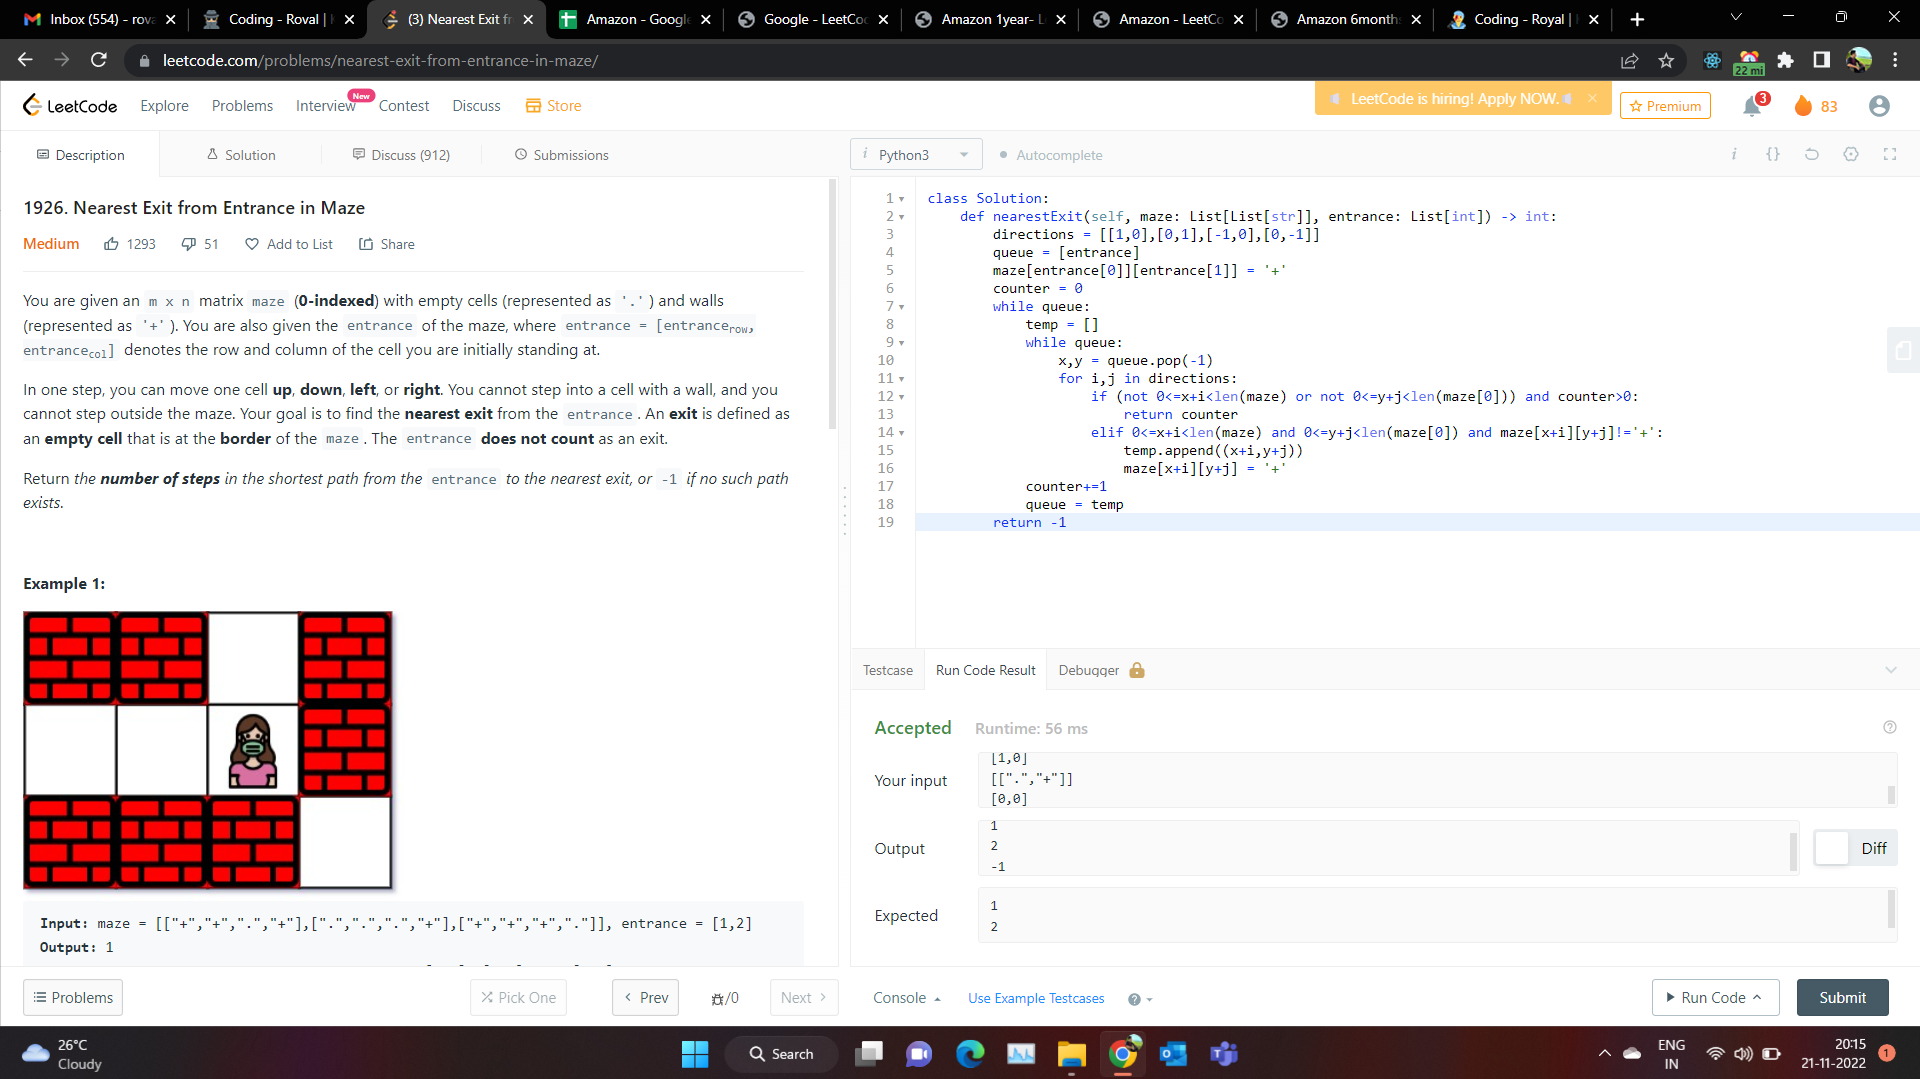 Inbox (554) - rova
Coding - Roval |
(3) Nearest Exit fr
Amazon - Google
Google - LeetCo
Amazon 1year- L
Amazon - LeetCo
Amazon 6month
Coding - Royal |
leetcode.com/problems/nearest-exit-from-entrance-in-maze/
22 mi
LeetCode Explore Problems Interview New Contest Discuss Store
LeetCode is hiring! Apply NOW.
Premium 3 83
Description Solution Discuss (912) Submissions
i Python3 Autocomplete
1926. Nearest Exit from Entrance in Maze
Medium 1293 51 Add to List Share
You are given an m x n matrix maze (0-indexed) with empty cells (represented as '.') and walls
(represented as '+'). You are also given the entrance of the maze, where entrance = [entrancerow,
entrancecol] denotes the row and column of the cell you are initially standing at.
In one step, you can move one cell up, down, left, or right. You cannot step into a cell with a wall, and you
cannot step outside the maze. Your goal is to find the nearest exit from the entrance. An exit is defined as
an empty cell that is at the border of the maze. The entrance does not count as an exit.
Return the number of steps in the shortest path from the entrance to the nearest exit, or -1 if no such path
exists.
Example 1:
Input: maze = [["+","+",".","+"],[".",".",".","+"],["+","+","+","."]], entrance = [1,2]
Output: 1
1 class Solution:
2 def nearestExit(self, maze: List[List[str]], entrance: List[int]) -> int:
3 directions = [[1,0],[0,1],[-1,0],[0,-1]]
4 queue = [entrance]
5 maze[entrance[0]][entrance[1]] = '+'
6 counter = 0
7 while queue:
8 temp = []
9 while queue:
10 x,y = queue.pop(-1)
11 for i,j in directions:
12 if (not 0<=x+i<len(maze) or not 0<=y+j<len(maze[0])) and counter>0:
13 return counter
14 elif 0<=x+i<len(maze) and 0<=y+j<len(maze[0]) and maze[x+i][y+j]!='+':
15 temp.append((x+i,y+j))
16 maze[x+i][y+j] = '+'
17 counter+=1
18 queue = temp
19 return -1
Testcase Run Code Result Debugger
Accepted Runtime: 56 ms
Your input
[1,0]
[[".","+"]]
[0,0]
Output
1
2
-1
Diff
Expected
1
2
Problems Pick One Prev /0 Next Console Use Example Testcases Run Code Submit
26°C
Cloudy
Search
ENG
IN
20:15
21-11-2022
1